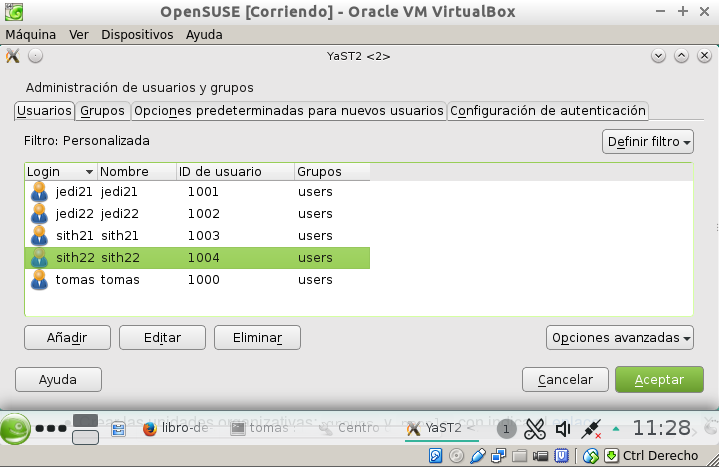 OpenSUSE [Corriendo] - Oracle VM VirtualBox
Máquina Ver Dispositivos Ayuda
YaST2 <2>
Administración de usuarios y grupos
Usuarios Grupos Opciones predeterminadas para nuevos usuarios Configuración de autenticación
Filtro: Personalizada Definir filtro
Login Nombre ID de usuario Grupos
jedi21 jedi21 1001 users
jedi22 jedi22 1002 users
sith21 sith21 1003 users
sith22 sith22 1004 users
tomas tomas 1000 users
Añadir Editar Eliminar Opciones avanzadas
Ayuda Cancelar Aceptar
libro-de- tomas : Centro YaST2 1 11:28
Ctrl Derecho